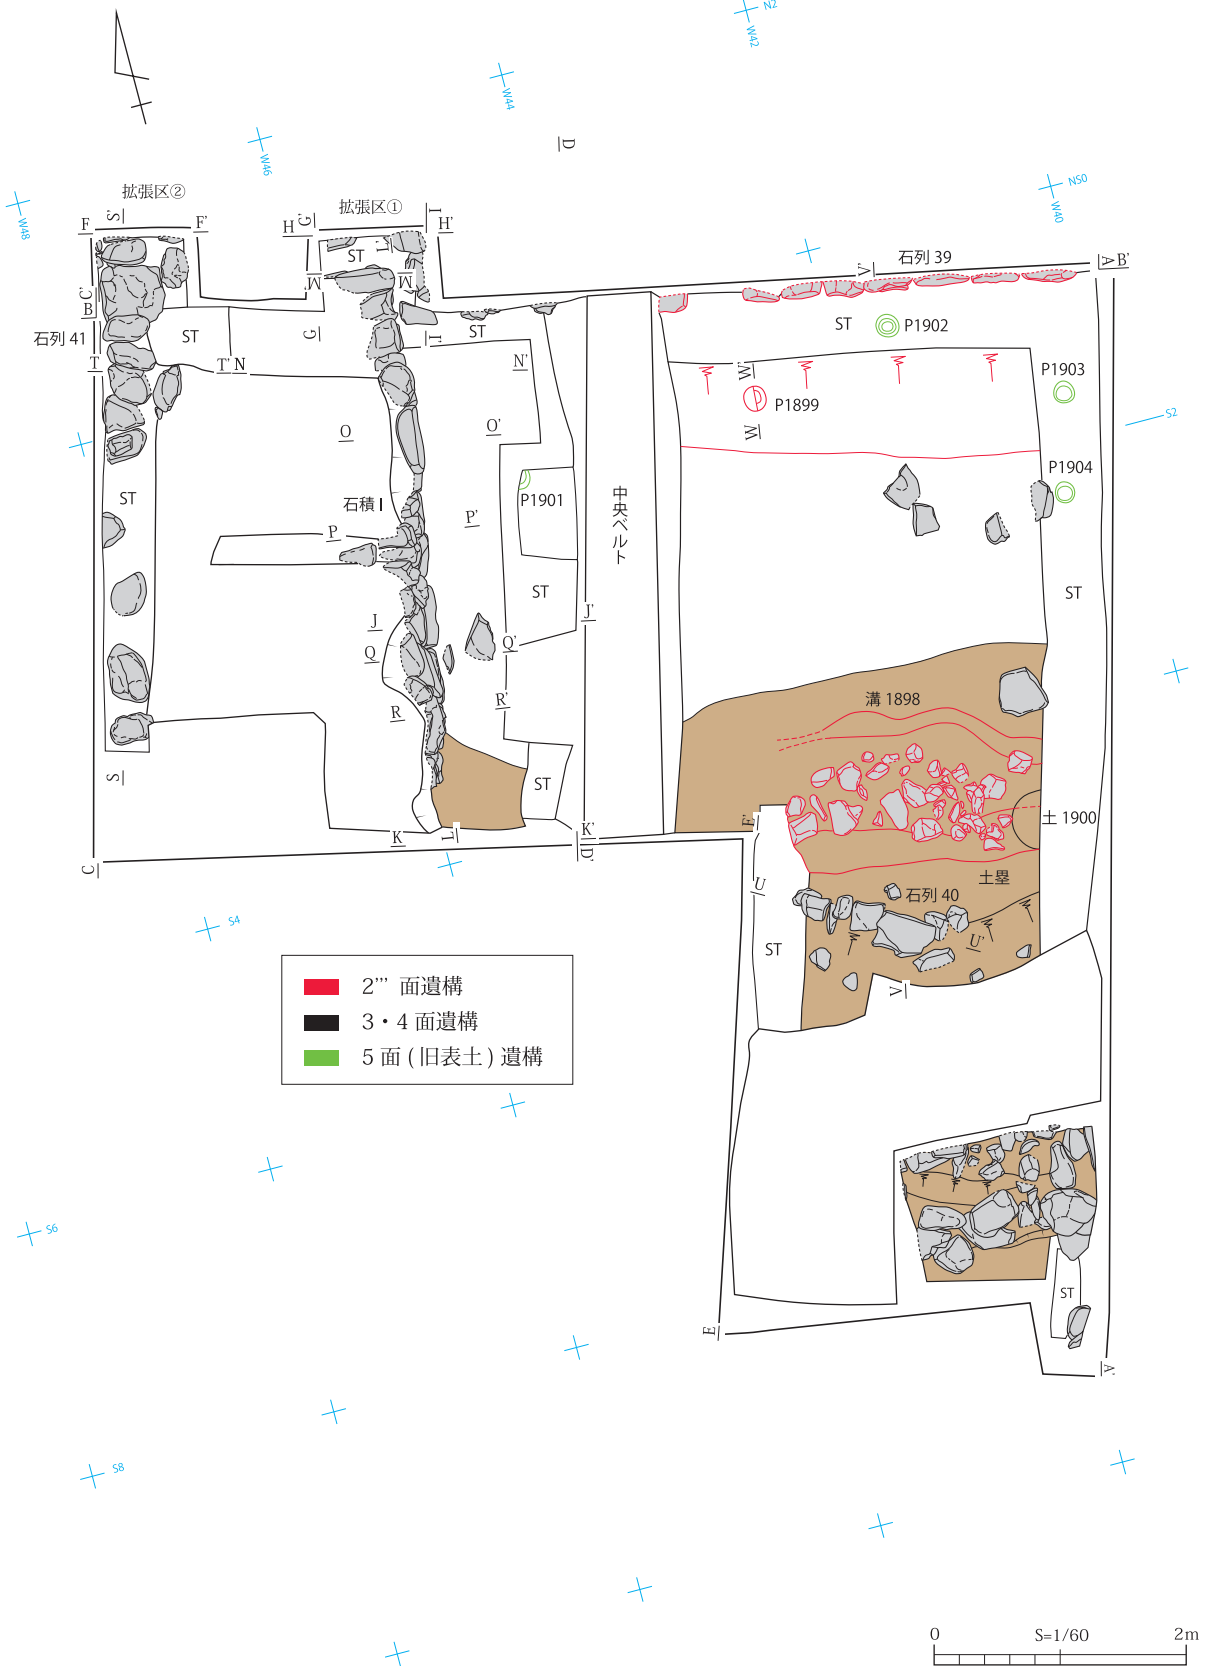 N2
W42
W44
D
W46
NS0
W40
W48
拡張区②
拡張区①
F
S'
F'
H
G'
I
H'
L'
ST
M
M'
石列 39
V'
A
B'
C'
B
石列 41
T
ST
T'
N
G
I'
ST
N'
ST
P1902
W'
P1899
W
P1903
S2
P1904
O
O'
石積 I
ST
P1901
P'
P
中央ベルト
ST
ST
J
J'
Q
Q'
R
R'
溝 1898
S
ST
E'
土 1900
K
L
K'
D'
C
土塁
U
石列 40
ST
U'
V
S4
2''' 面遺構
3・4 面遺構
5 面 ( 旧表土 ) 遺構
S6
ST
E
A'
S8
0
S=1/60
2m